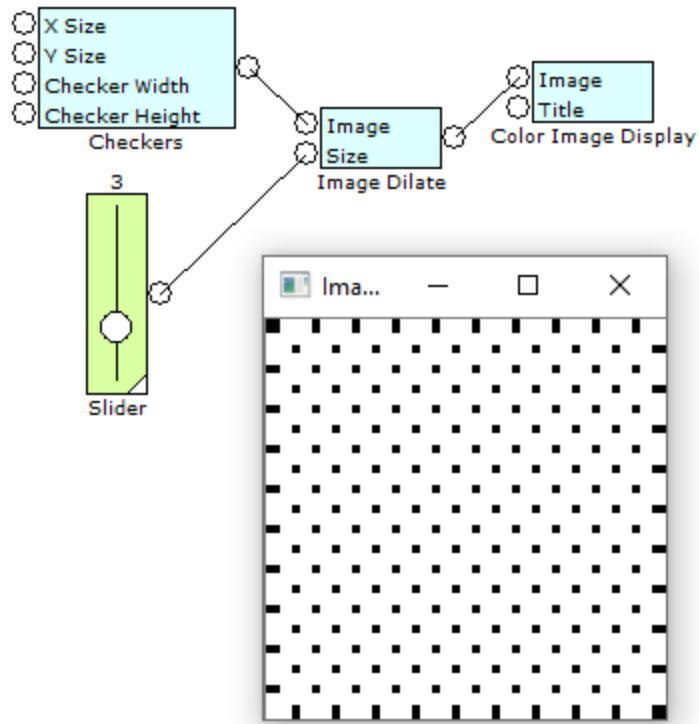 X Size
Y Size
Checker Width
Checker Height
Checkers
Image
Size
Image Dilate
Image
Title
Color Image Display
3
Slider
Ima...